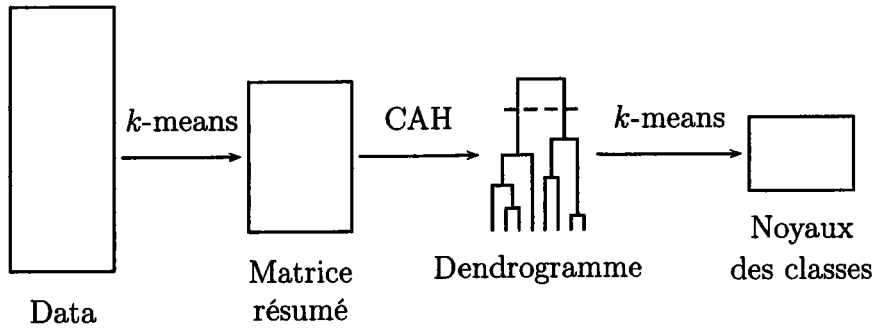 k-means
CAH
k-means
Data
Matrice
résumé
Dendrogramme
Noyaux
des classes